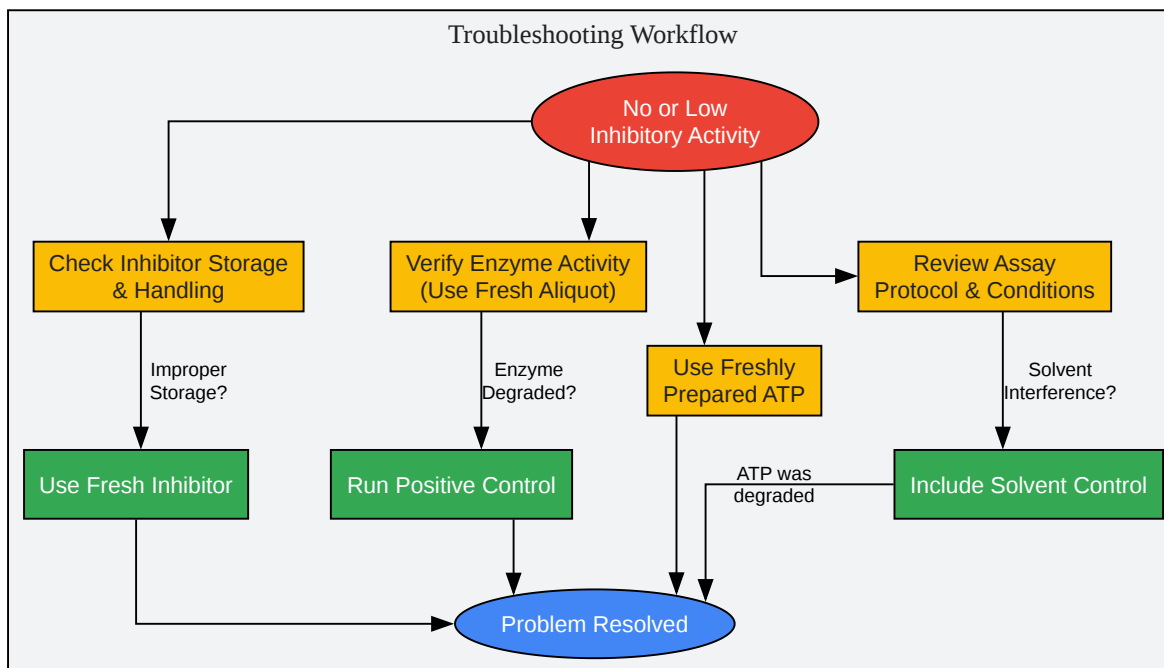 Troubleshooting Workflow
No or Low
Inhibitory Activity
Check Inhibitor Storage
& Handling
Verify Enzyme Activity
(Use Fresh Aliquot)
Review Assay
Protocol & Conditions
Use Freshly
Prepared ATP
Improper
Storage?
Enzyme
Degraded?
Solvent
Interference?
Use Fresh Inhibitor
Run Positive Control
ATP was
degraded
Include Solvent Control
Problem Resolved